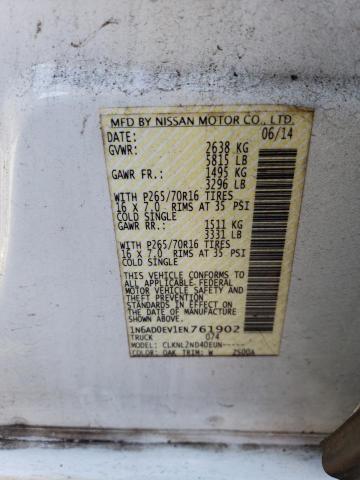 MFD BY NISSAN MOTOR CO., LTD.
DATE: 06/14
GVWR: 2638 KG
5815 LB
GAWR FR.: 1495 KG
3296 LB
WITH P265/70R16 TIRES
16 X 7.0 RIMS AT 35 PSI
COLD SINGLE
GAWR RR.: 1511 KG
3331 LB
WITH P265/70R16 TIRES
16 X 7.0 RIMS AT 35 PSI
COLD SINGLE
THIS VEHICLE CONFORMS TO
ALL APPLICABLE FEDERAL
MOTOR VEHICLE SAFETY AND
THEFT PREVENTION
STANDARDS IN EFFECT ON
THE DATE OF MANUFACTURE
SHOWN ABOVE.
1N6AD0EV1EN761902
TRUCK 074
MODEL: CLKNLZND40EUN-----
COLOR: QAK TRIM: W 2500A